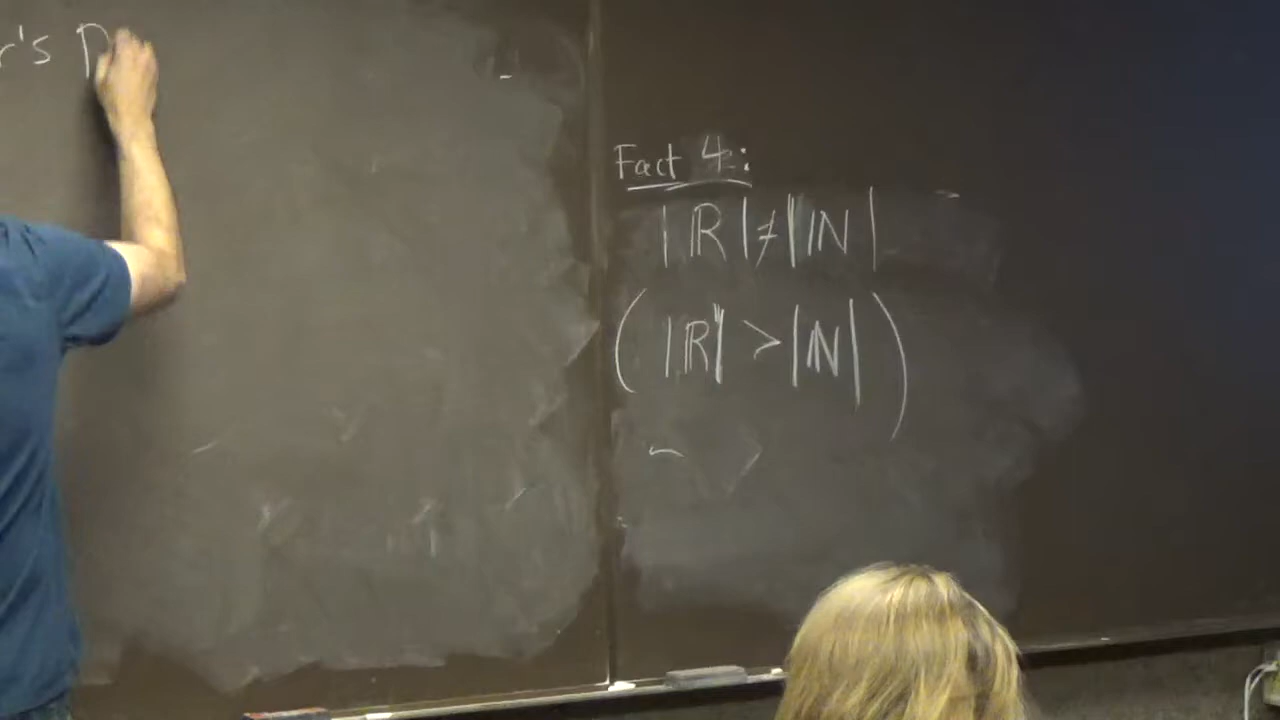 r's P
Fact 4:
|ℝ| ≠ |ℕ|
( |ℝ| > |ℕ| )